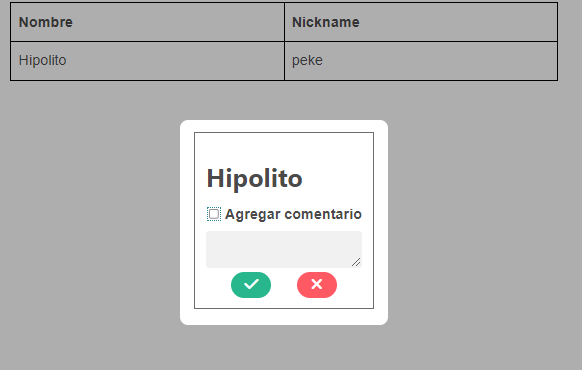 Nombre Nickname
Hipolito peke
Hipolito
Agregar comentario